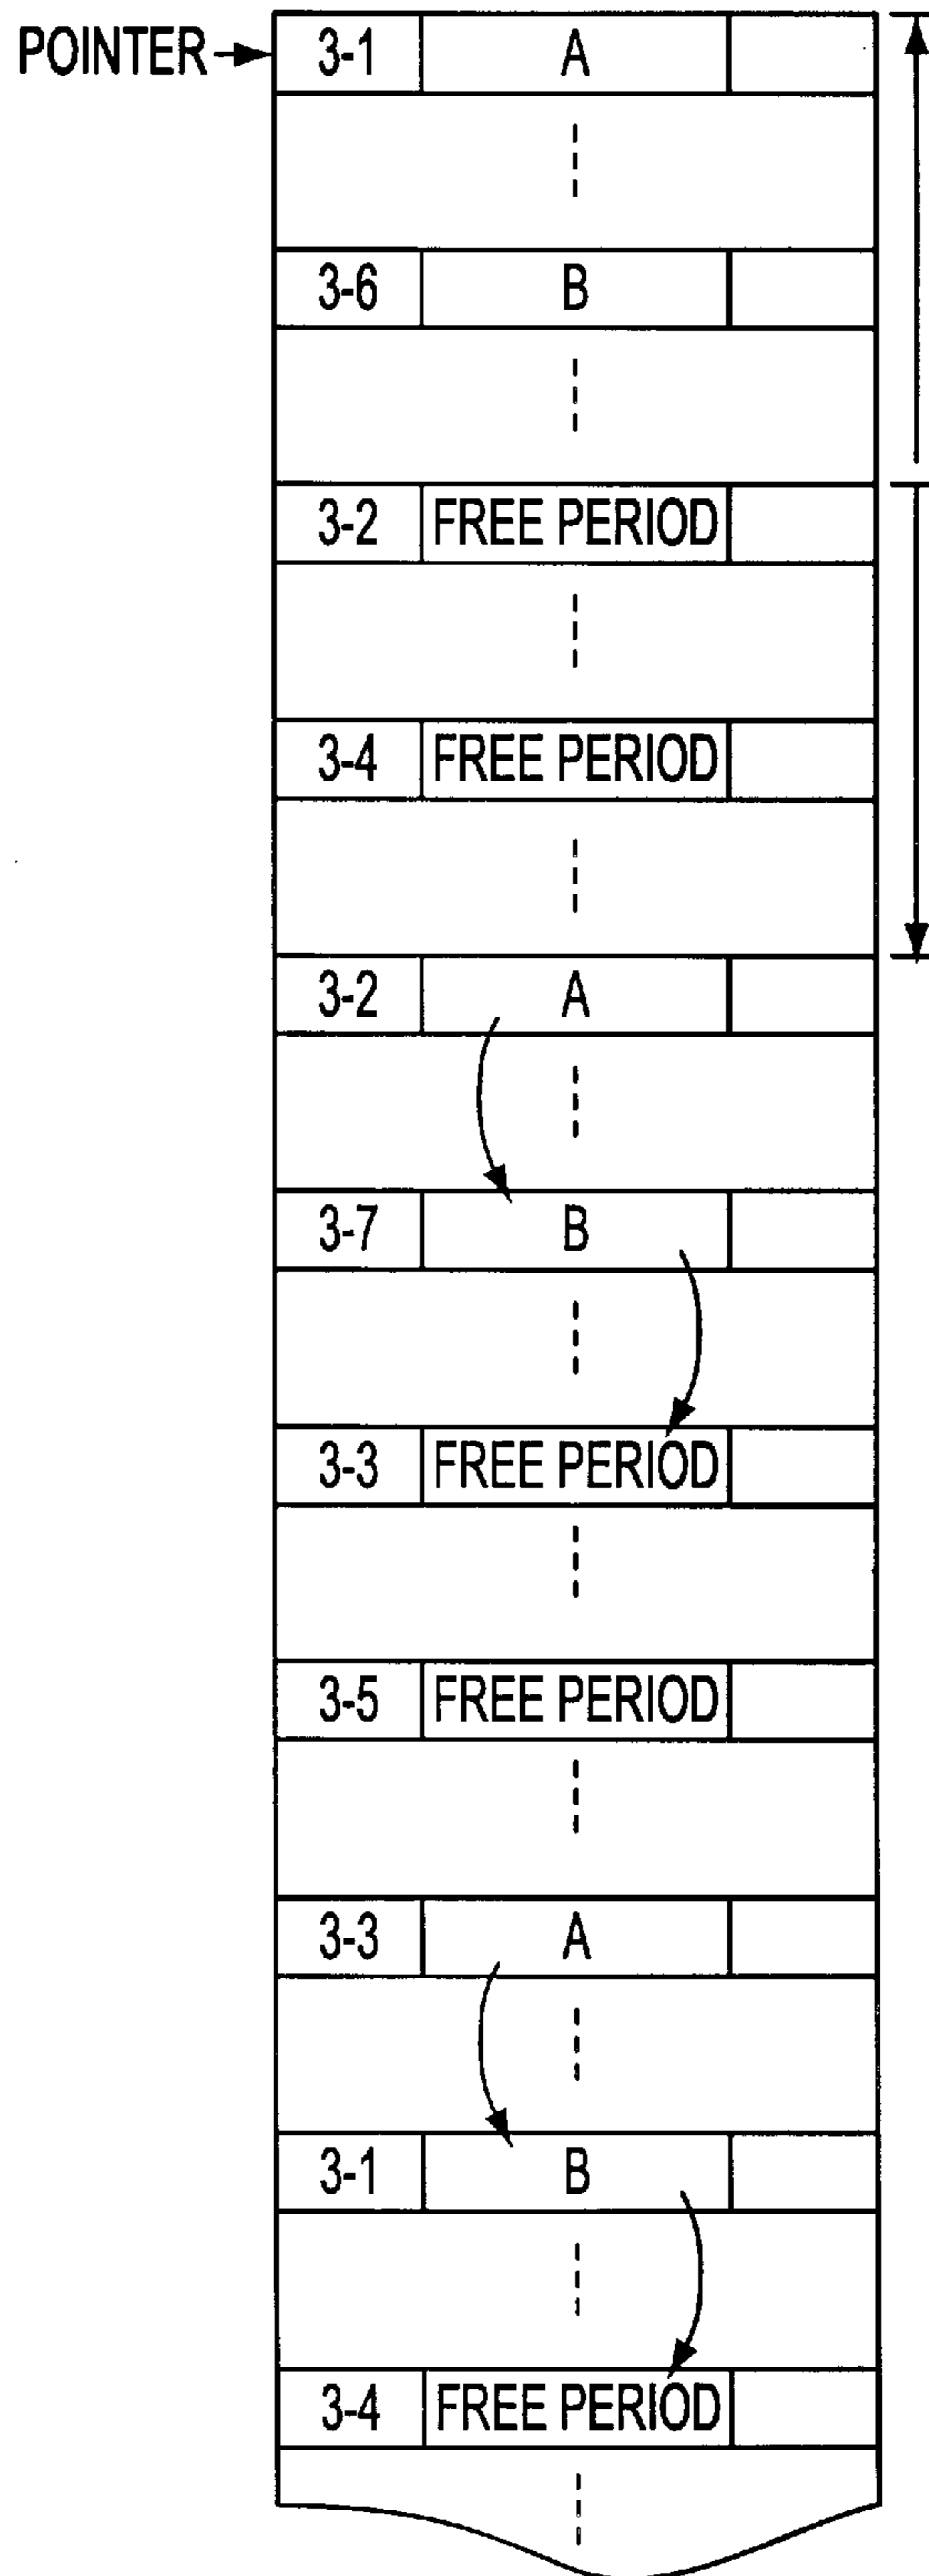 POINTER 3-1 A
3-6 B
3-2 FREE PERIOD
3-4 FREE PERIOD
3-2 A
3-7 B
3-3 FREE PERIOD
3-5 FREE PERIOD
3-3 A
3-1 B
3-4 FREE PERIOD